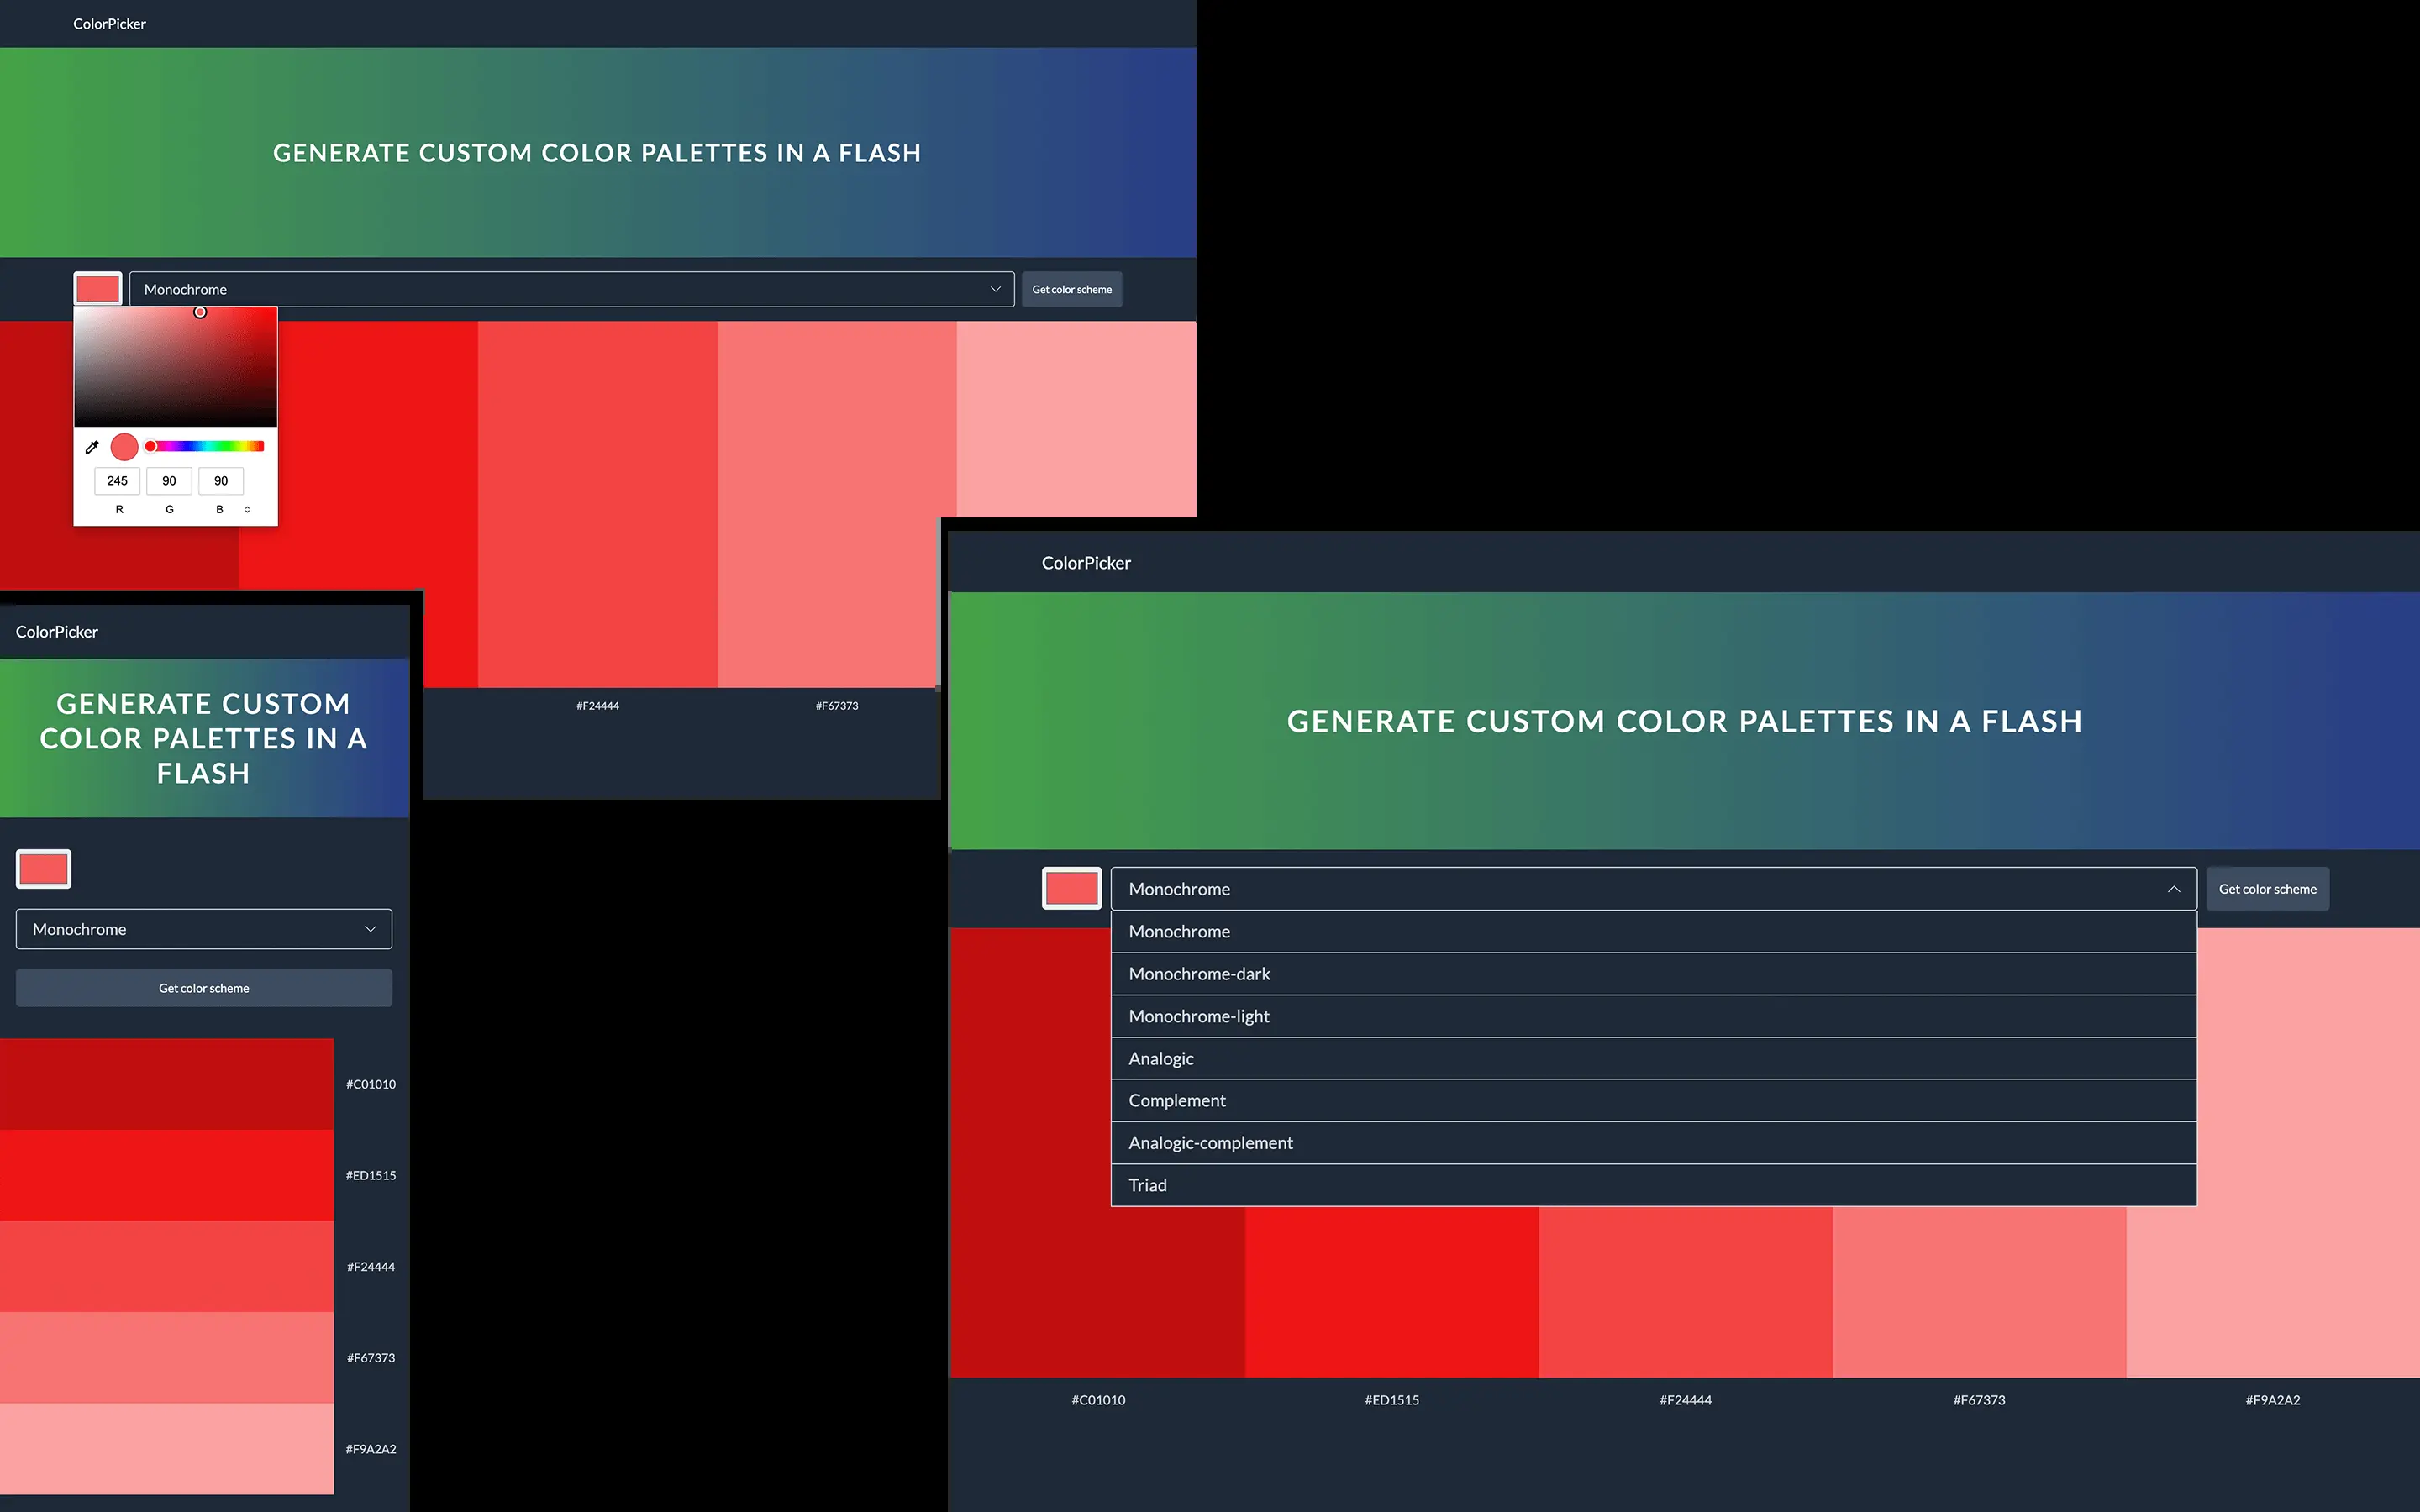 ColorPicker
GENERATE CUSTOM COLOR PALETTES IN A FLASH
Monochrome
Get color scheme
245 90 90
R G B
#F24444 #F67373
ColorPicker
GENERATE CUSTOM
COLOR PALETTES IN A
FLASH
Monochrome
Get color scheme
#C01010
#ED1515
#F24444
#F67373
#F9A2A2
ColorPicker
GENERATE CUSTOM COLOR PALETTES IN A FLASH
Monochrome
Get color scheme
Monochrome
Monochrome-dark
Monochrome-light
Analogic
Complement
Analogic-complement
Triad
#C01010 #ED1515 #F24444 #F67373 #F9A2A2